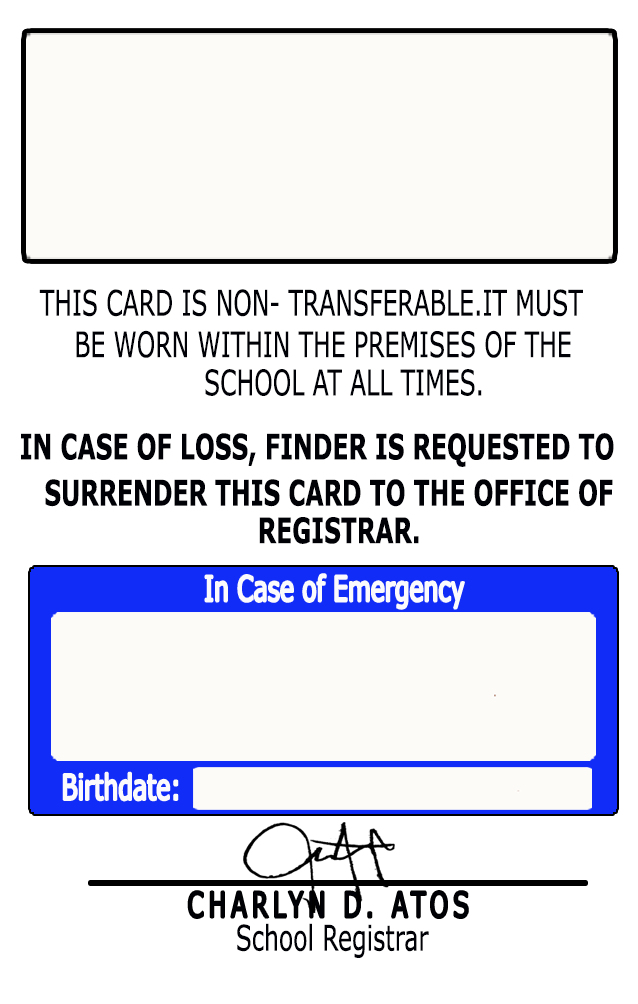 THIS CARD IS NON- TRANSFERABLE.IT MUST
BE WORN WITHIN THE PREMISES OF THE
SCHOOL AT ALL TIMES.
IN CASE OF LOSS, FINDER IS REQUESTED TO
SURRENDER THIS CARD TO THE OFFICE OF
REGISTRAR.
In Case of Emergency
Birthdate:
CHARLYN D. ATOS
School Registrar